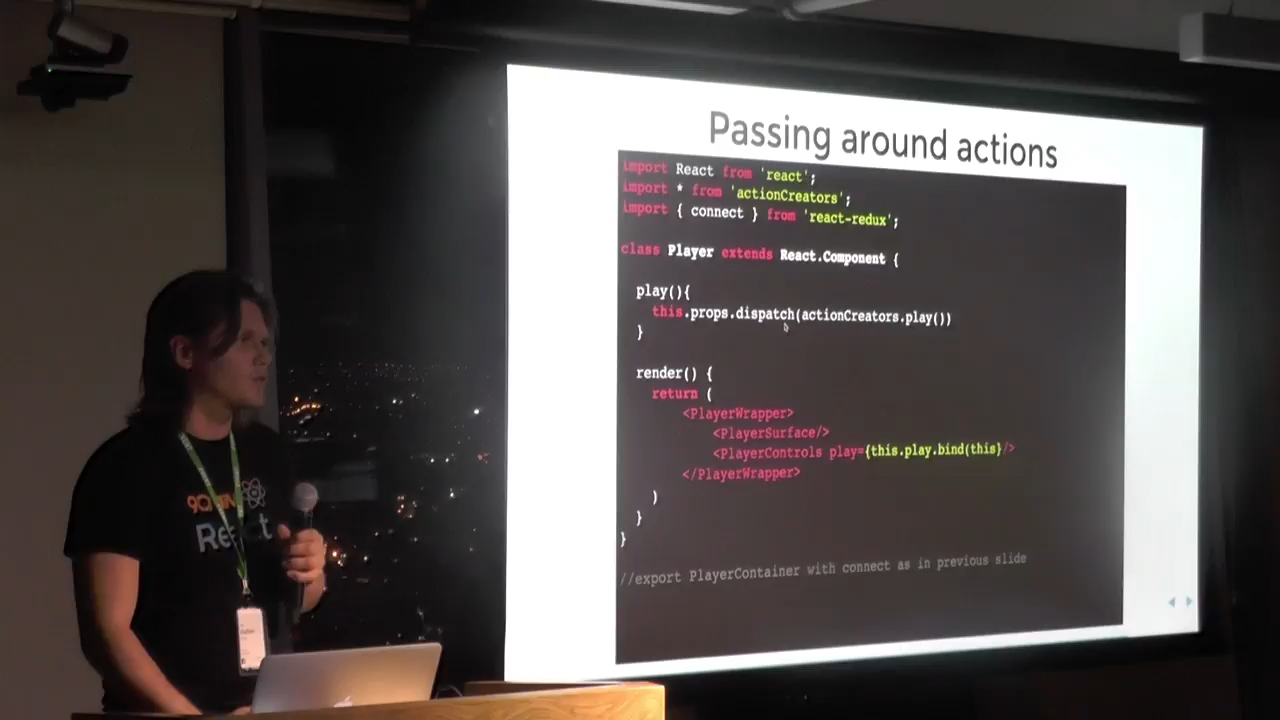 Passing around actions
import React from 'react';
import * from 'actionCreators';
import { connect } from 'react-redux';
class Player extends React.Component {
play(){
this.props.dispatch(actionCreators.play())
}
render() {
return (
<PlayerWrapper>
<PlayerSurface/>
<PlayerControls play={this.play.bind(this}/>
</PlayerWrapper>
)
}
}
//export PlayerContainer with connect as in previous slide
React